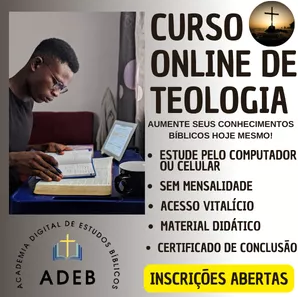 CURSO
ONLINE DE
TEOLOGIA
AUMENTE SEUS CONHECIMENTOS
BÍBLICOS HOJE MESMO!
• ESTUDE PELO COMPUTADOR
OU CELULAR
• SEM MENSALIDADE
• ACESSO VITALÍCIO
• MATERIAL DIDÁTICO
• CERTIFICADO DE CONCLUSÃO
ACADEMIA DIGITAL DE ESTUDOS BÍBLICOS
ADEB
INSCRIÇÕES ABERTAS